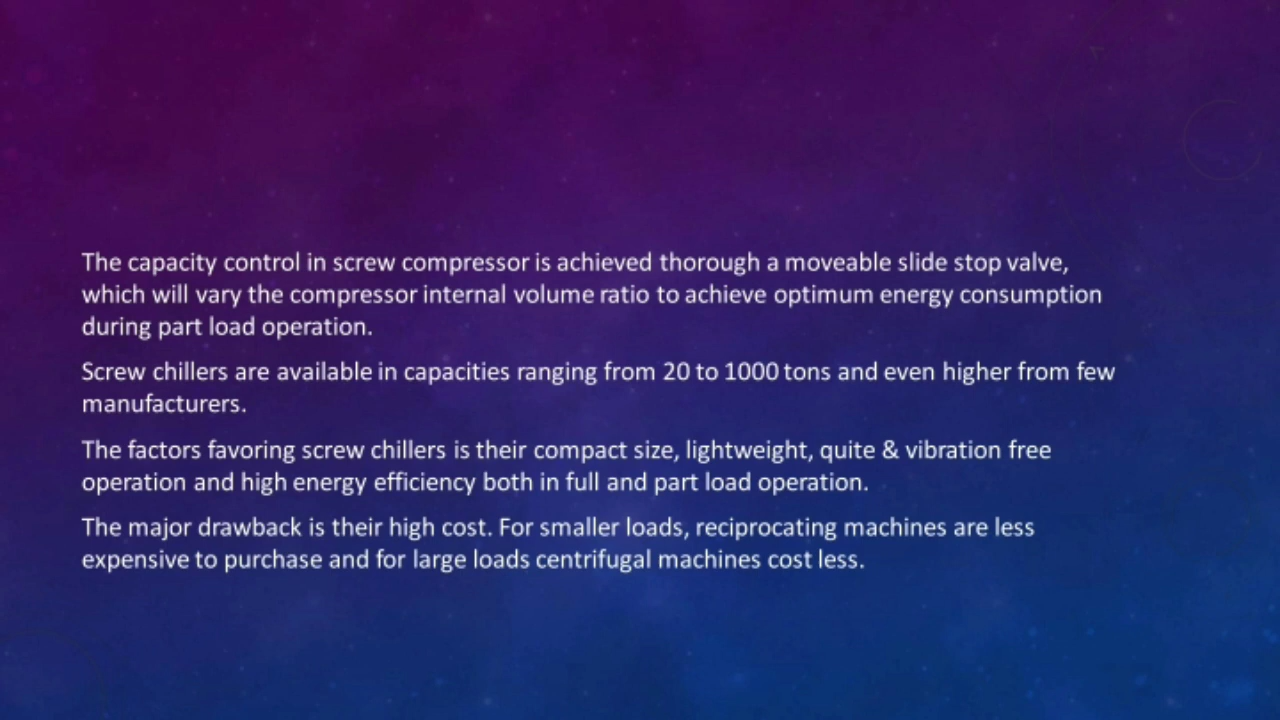 The capacity control in screw compressor is achieved thorough a moveable slide stop valve,
which will vary the compressor internal volume ratio to achieve optimum energy consumption
during part load operation.
Screw chillers are available in capacities ranging from 20 to 1000 tons and even higher from few
manufacturers.
The factors favoring screw chillers is their compact size, lightweight, quite & vibration free
operation and high energy efficiency both in full and part load operation.
The major drawback is their high cost. For smaller loads, reciprocating machines are less
expensive to purchase and for large loads centrifugal machines cost less.